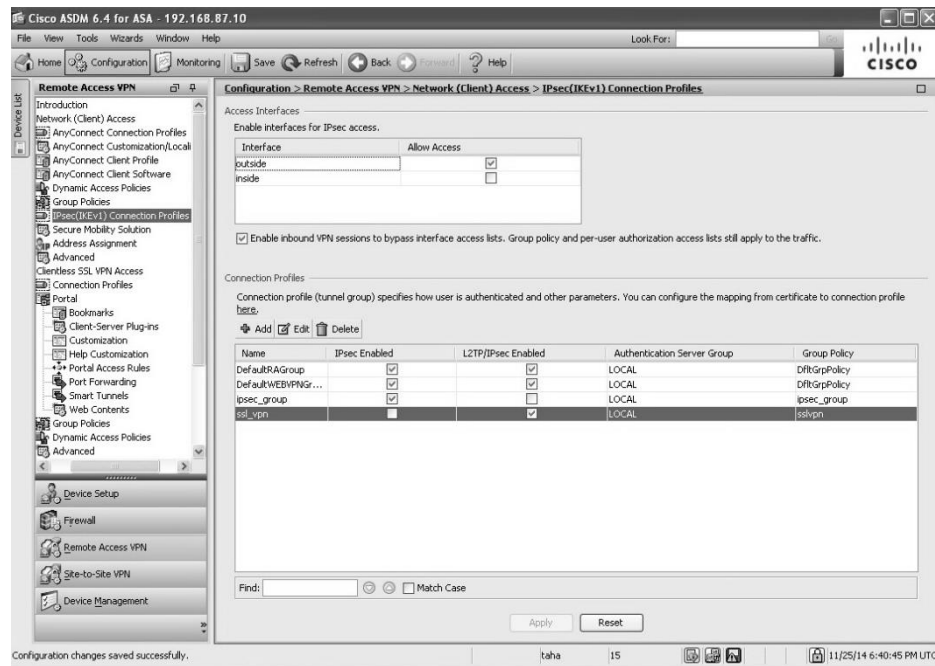 Cisco ASDM 6.4 for ASA - 192.168.87.10
File View Tools Wizards Window Help
Look For:
Go
Home Configuration Monitoring Save Refresh Back Forward Help
CISCO
Device List
Remote Access VPN
Introduction
Network (Client) Access
AnyConnect Connection Profiles
AnyConnect Customization/Locali
AnyConnect Client Profile
AnyConnect Client Software
Dynamic Access Policies
Group Policies
IPsec(IKEv1) Connection Profiles
Secure Mobility Solution
Address Assignment
Advanced
Clientless SSL VPN Access
Connection Profiles
Portal
Bookmarks
Client-Server Plug-ins
Customization
Help Customization
Portal Access Rules
Port Forwarding
Smart Tunnels
Web Contents
Group Policies
Dynamic Access Policies
Advanced
Device Setup
Firewall
Remote Access VPN
Site-to-Site VPN
Device Management
Configuration > Remote Access VPN > Network (Client) Access > IPsec(IKEv1) Connection Profiles
Access Interfaces
Enable interfaces for IPsec access.
Interface Allow Access
outside
inside
Enable inbound VPN sessions to bypass interface access lists. Group policy and per-user authorization access lists still apply to the traffic.
Connection Profiles
Connection profile (tunnel group) specifies how user is authenticated and other parameters. You can configure the mapping from certificate to connection profile
here.
Add Edit Delete
Name IPsec Enabled L2TP/IPsec Enabled Authentication Server Group Group Policy
DefaultRAGroup LOCAL DfltGrpPolicy
DefaultWEBVPNGr... LOCAL DfltGrpPolicy
ipsec_group LOCAL ipsec_group
ssl_vpn LOCAL sslvpn
Find: Match Case
Apply Reset
Configuration changes saved successfully. taha 15 11/25/14 6:40:45 PM UTC